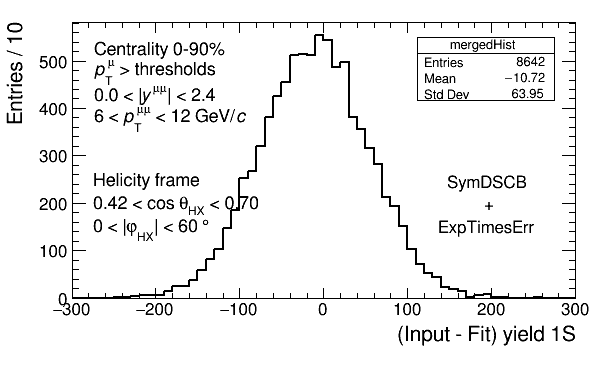 Entries / 10
500
400
300
200
100
0
Centrality 0-90%
p_T^μ > thresholds
0.0 < |y^μμ| < 2.4
6 < p_T^μμ < 12 GeV/c
Helicity frame
0.42 < cos θ_HX < 0.70
0 < |φ_HX| < 60 °
mergedHist
Entries 8642
Mean −10.72
Std Dev 63.95
SymDSCB
+
ExpTimesErr
−300 −200 −100 0 100 200 300
(Input - Fit) yield 1S